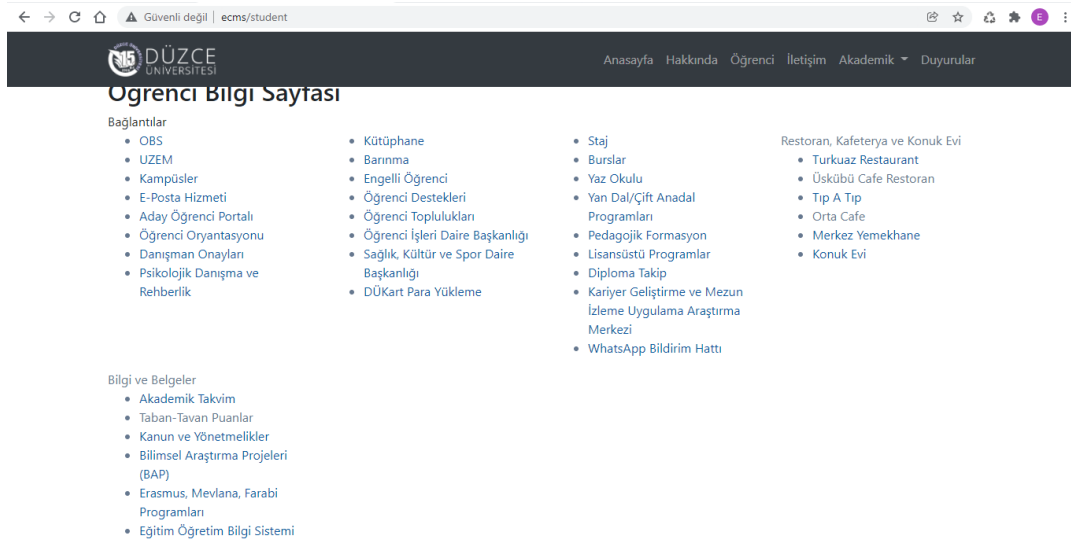 Güvenli değil | ecms/student
E
15
DÜZCE
ÜNİVERSİTESİ
Anasayfa Hakkında Öğrenci İletişim Akademik Duyurular
Öğrenci Bilgi Sayfası
Bağlantılar
OBS
UZEM
Kampüsler
E-Posta Hizmeti
Aday Öğrenci Portalı
Öğrenci Oryantasyonu
Danışman Onayları
Psikolojik Danışma ve
Rehberlik
Kütüphane
Barınma
Engelli Öğrenci
Öğrenci Destekleri
Öğrenci Toplulukları
Öğrenci İşleri Daire Başkanlığı
Sağlık, Kültür ve Spor Daire
Başkanlığı
DÜKart Para Yükleme
Staj
Burslar
Yaz Okulu
Yan Dal/Çift Anadal
Programları
Pedagojik Formasyon
Lisansüstü Programlar
Diploma Takip
Kariyer Geliştirme ve Mezun
İzleme Uygulama Araştırma
Merkezi
WhatsApp Bildirim Hattı
Restoran, Kafeterya ve Konuk Evi
Turkuaz Restaurant
Üskübü Cafe Restoran
Tıp A Tıp
Orta Cafe
Merkez Yemekhane
Konuk Evi
Bilgi ve Belgeler
Akademik Takvim
Taban-Tavan Puanlar
Kanun ve Yönetmelikler
Bilimsel Araştırma Projeleri
(BAP)
Erasmus, Mevlana, Farabi
Programları
Eğitim Öğretim Bilgi Sistemi